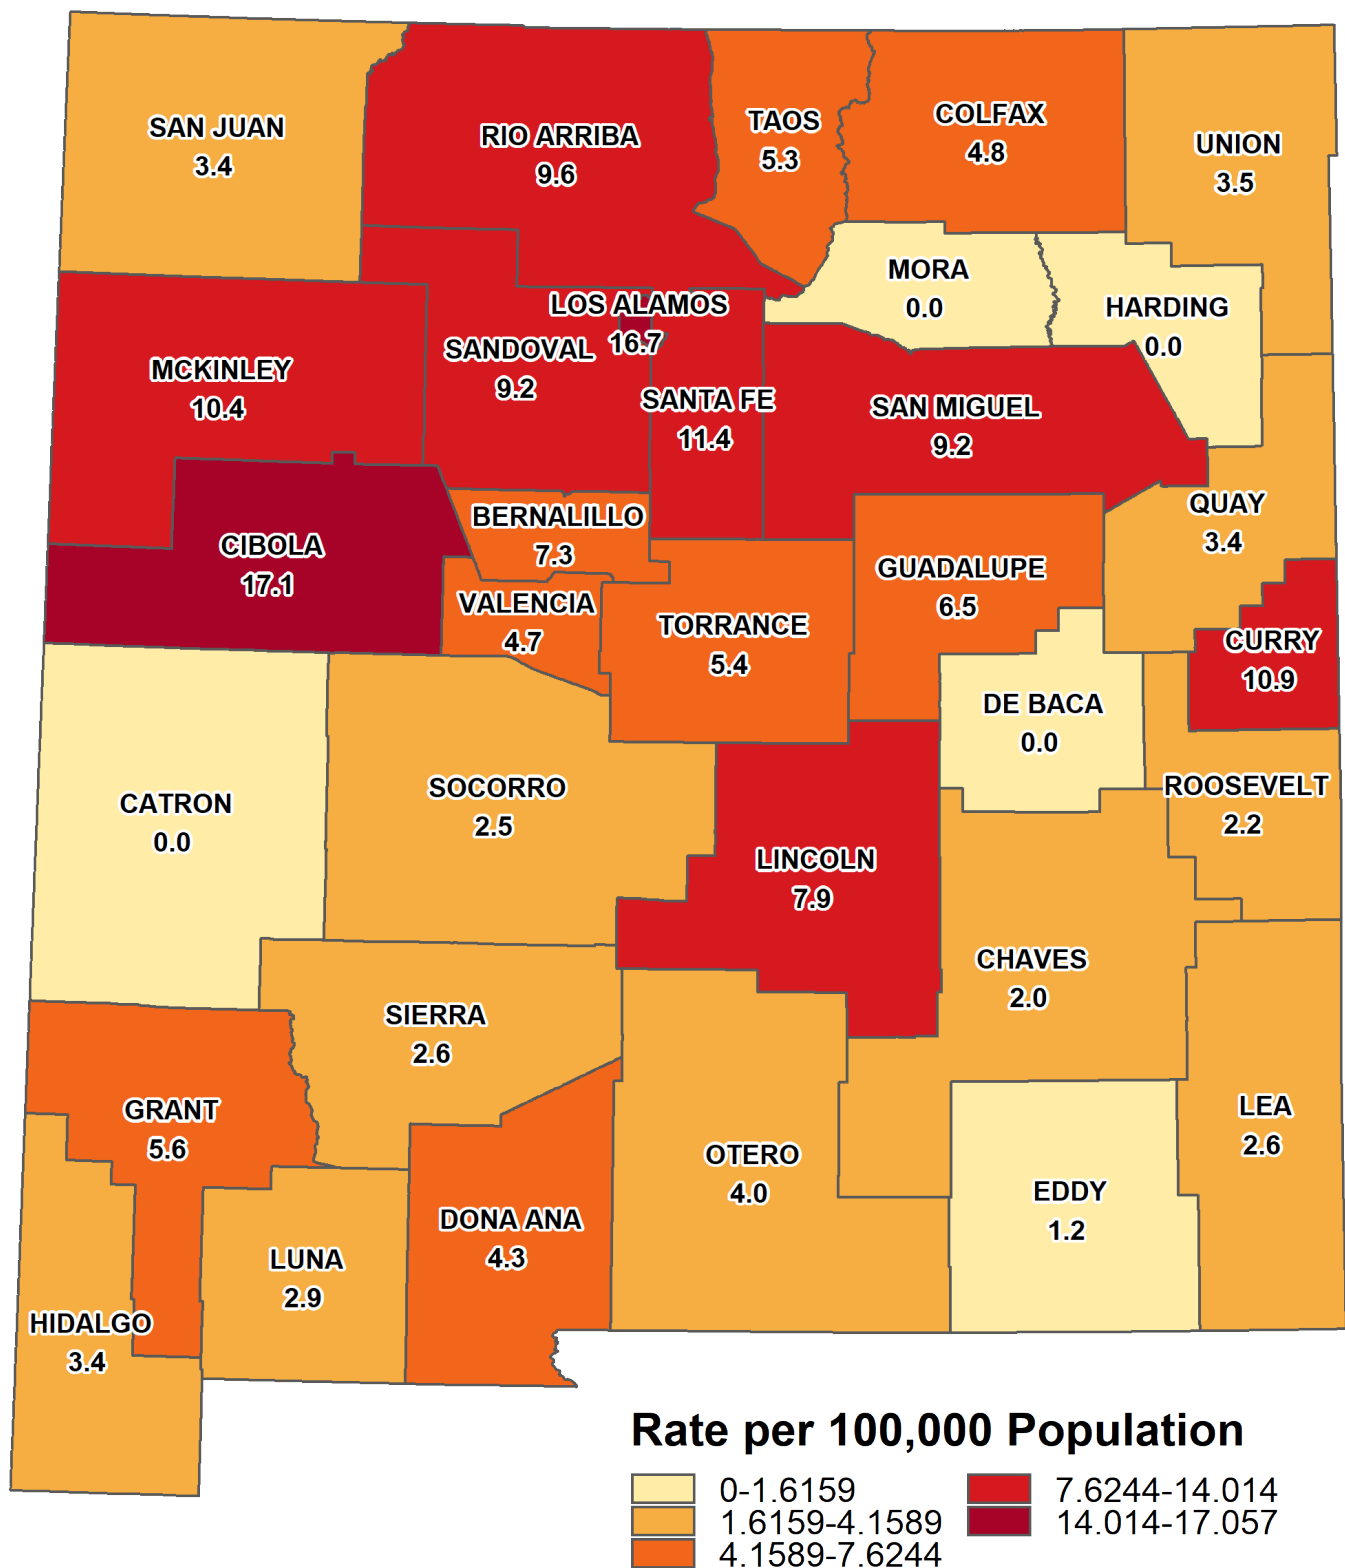 SAN JUAN
3.4
RIO ARRIBA
9.6
TAOS
5.3
COLFAX
4.8
UNION
3.5
MORA
0.0
HARDING
0.0
LOS ALAMOS
16.7
SANDOVAL
9.2
MCKINLEY
10.4
SANTA FE
11.4
SAN MIGUEL
9.2
QUAY
3.4
CIBOLA
17.1
BERNALILLO
7.3
VALENCIA
4.7
TORRANCE
5.4
GUADALUPE
6.5
CURRY
10.9
DE BACA
0.0
CATRON
0.0
SOCORRO
2.5
ROOSEVELT
2.2
LINCOLN
7.9
CHAVES
2.0
SIERRA
2.6
GRANT
5.6
OTERO
4.0
LEA
2.6
EDDY
1.2
DONA ANA
4.3
LUNA
2.9
HIDALGO
3.4
Rate per 100,000 Population
0-1.6159
1.6159-4.1589
4.1589-7.6244
7.6244-14.014
14.014-17.057